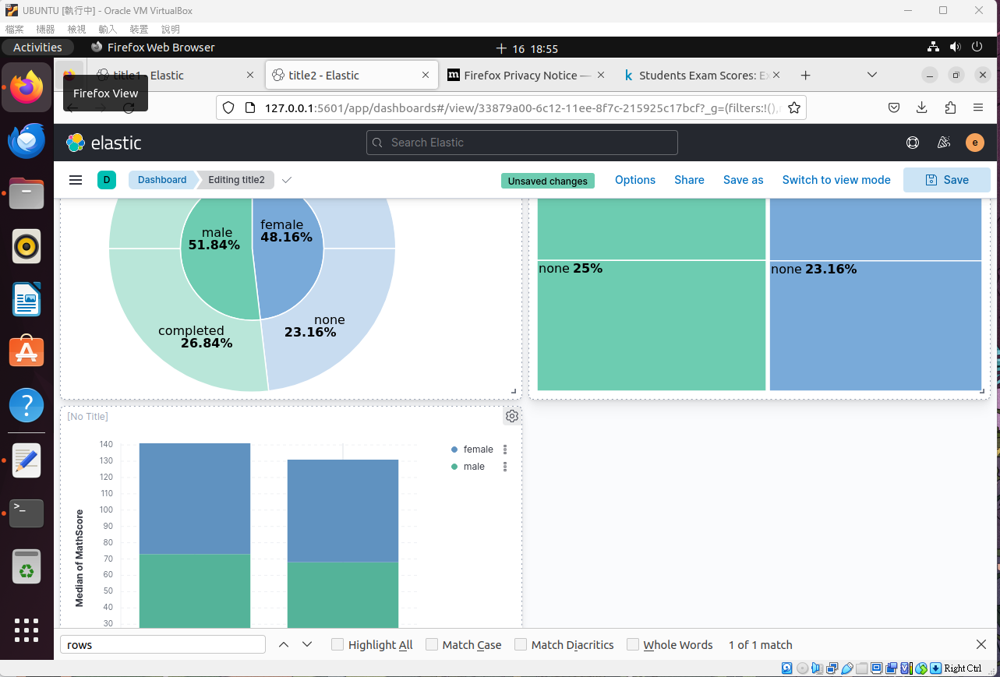 UBUNTU [執行中] - Oracle VM VirtualBox
檔案 機器 檢視 輸入 裝置 說明
Activities Firefox Web Browser 十 16 18:55
title1 - Elastic title2 - Elastic Firefox Privacy Notice — Students Exam Scores: Ex
Firefox View
127.0.0.1:5601/app/dashboards#/view/33879a00-6c12-11ee-8f7c-215925c17bcf?_g=(filters:!(),r
elastic Search Elastic e
D Dashboard Editing title2 Unsaved changes Options Share Save as Switch to view mode Save
male
51.84%
female
48.16%
none 25%
none 23.16%
completed
26.84%
none
23.16%
[No Title]
140
130
120
110
100
90
80
70
60
50
40
30
Median of MathScore
female
male
rows Highlight All Match Case Match Diacritics Whole Words 1 of 1 match
Right Ctrl